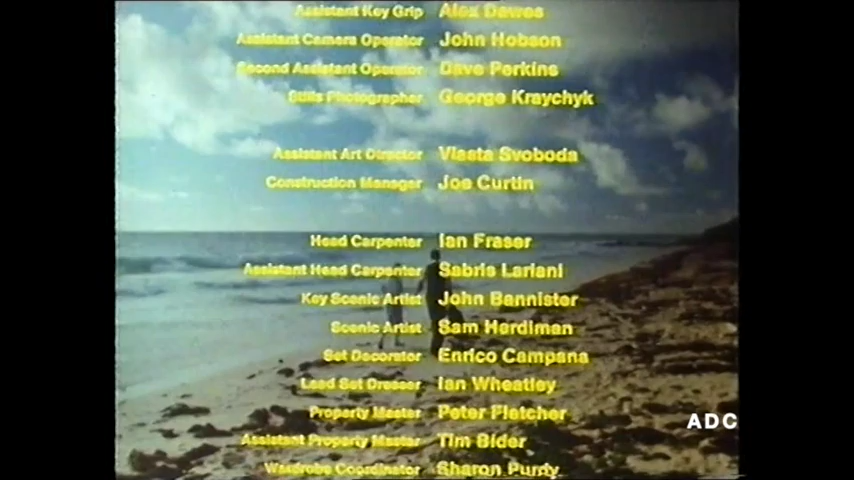 Assistant Key Grip Alex Dawes
Assistant Camera Operator John Hobson
Second Assistant Operator Dave Perkins
Stills Photographer George Kraychyk
Assistant Art Director Vlasta Svoboda
Construction Manager Joe Curtin
Head Carpenter Ian Fraser
Assistant Head Carpenter Sabris Lariani
Key Scenic Artist John Bannister
Scenic Artist Sam Herdiman
Set Decorator Enrico Campana
Lead Set Dresser Ian Wheatley
Property Master Peter Fletcher
Assistant Property Master Tim Bider
Wardrobe Coordinator Sharon Purdy
ADC